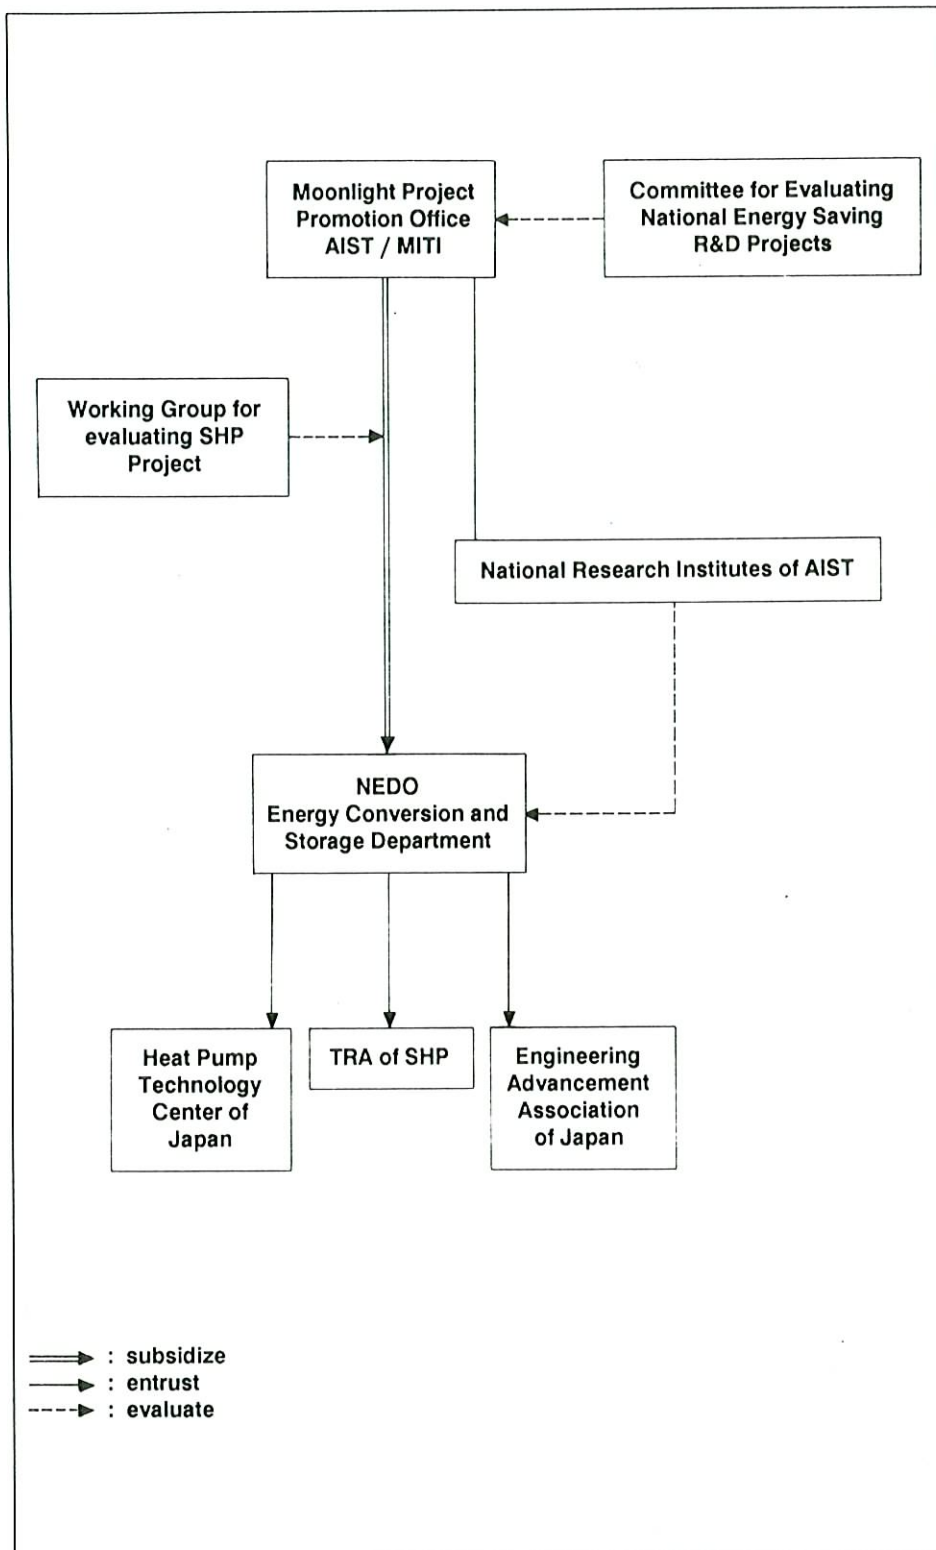 Moonlight Project
Promotion Office
AIST / MITI
Committee for Evaluating
National Energy Saving
R&D Projects
Working Group for
evaluating SHP
Project
National Research Institutes of AIST
NEDO
Energy Conversion and
Storage Department
Heat Pump
Technology
Center of
Japan
TRA of SHP
Engineering
Advancement
Association
of Japan
: subsidize
: entrust
: evaluate